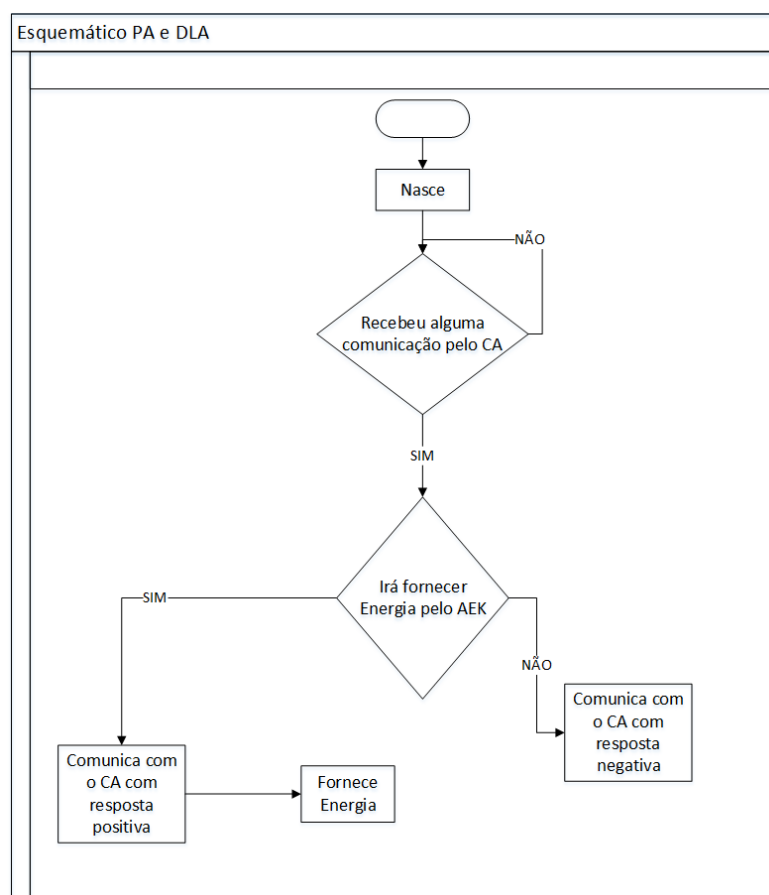 Esquemático PA e DLA
Nasce
NÃO
Recebeu alguma
comunicação pelo CA
SIM
Irá fornecer
Energia pelo AEK
SIM
NÃO
Comunica com
o CA com
resposta
negativa
Comunica com
o CA com
resposta
positiva
Fornece
Energia